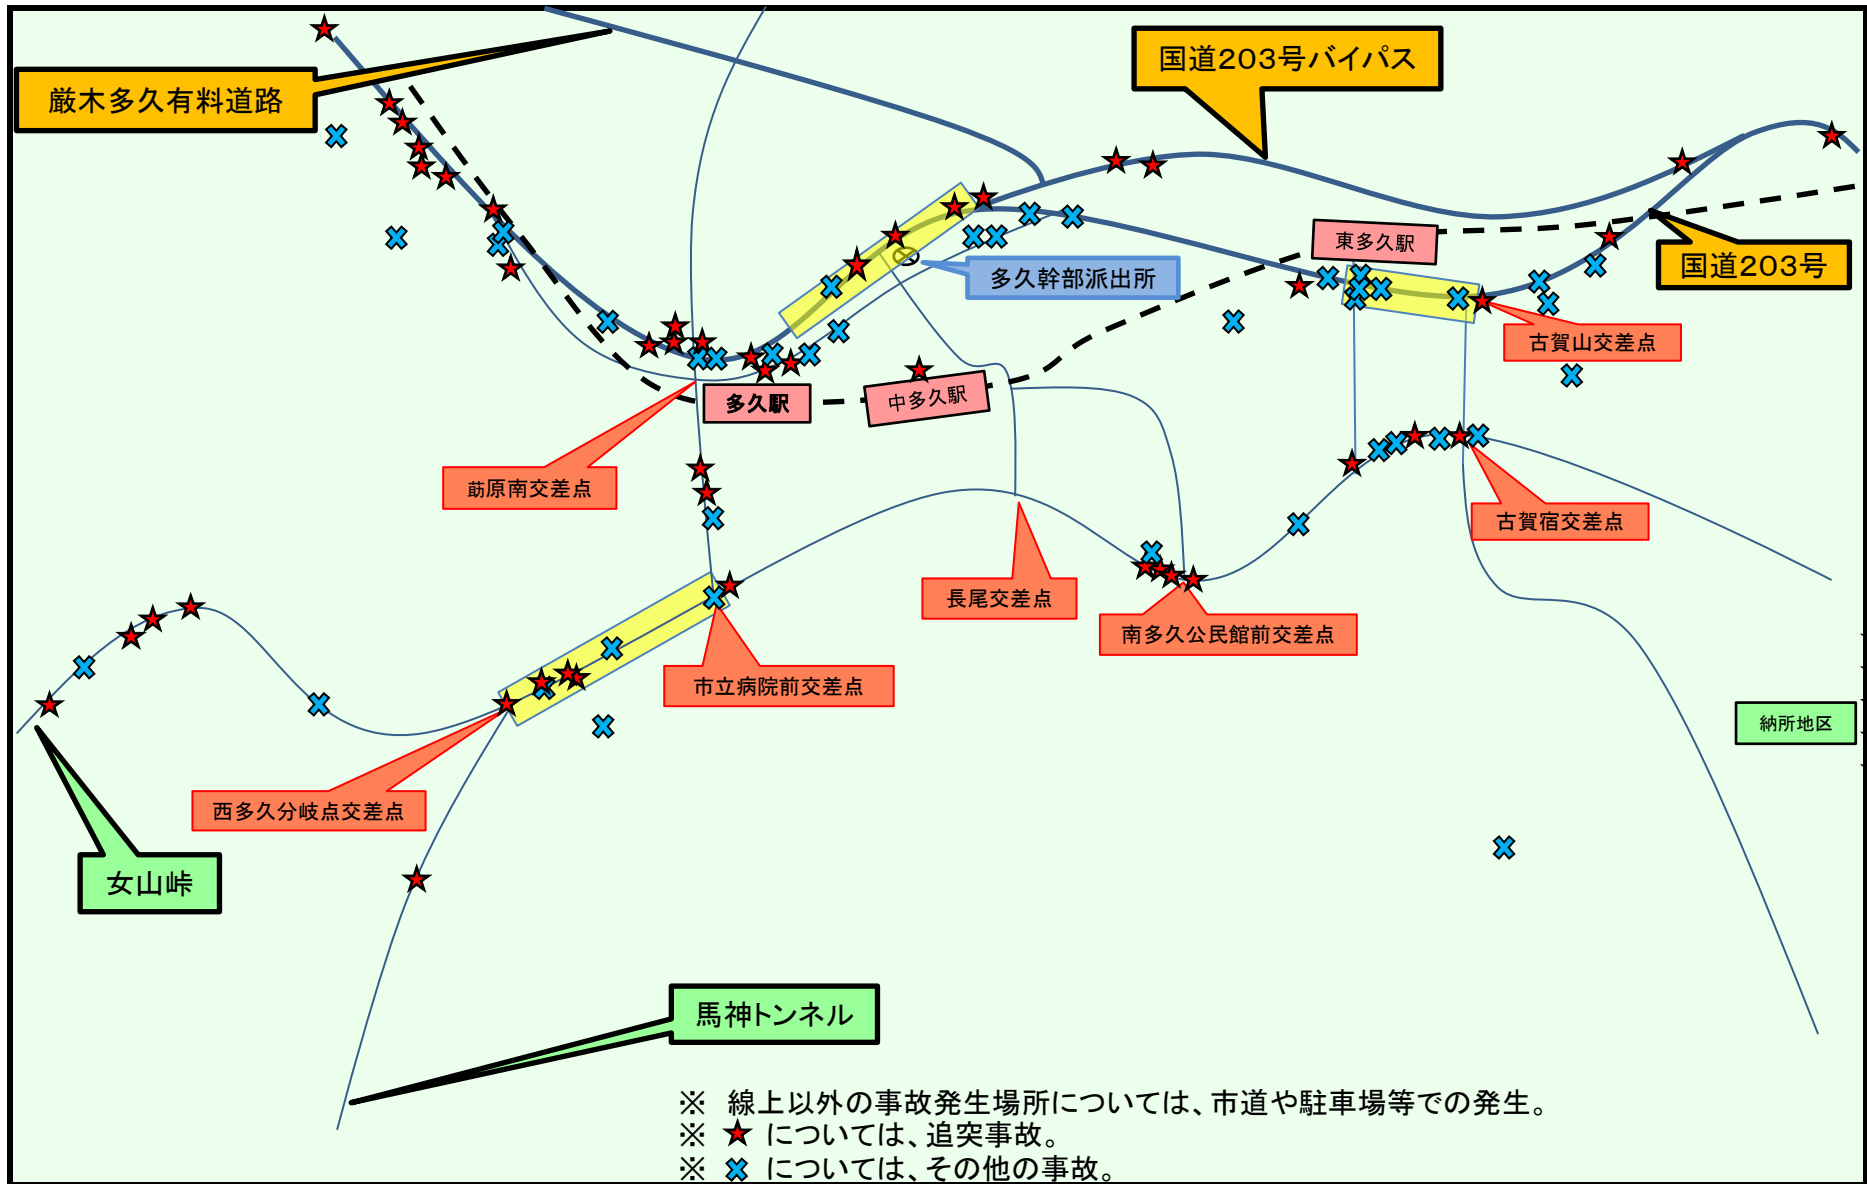 国道203号バイパス
厳木多久有料道路
東多久駅
国道203号
多久幹部派出所
古賀山交差点
多久駅
中多久駅
莇原南交差点
古賀宿交差点
長尾交差点
南多久公民館前交差点
市立病院前交差点
納所地区
西多久分岐点交差点
女山峠
馬神トンネル
※ 線上以外の事故発生場所については、市道や駐車場等での発生。
※ ★ については、追突事故。
※ ✖ については、その他の事故。